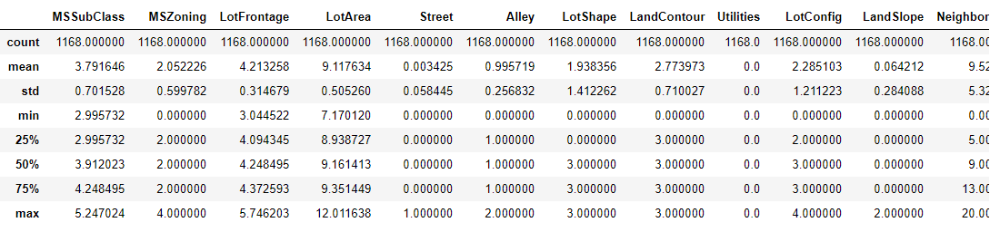 MSSubClass MSZoning LotFrontage LotArea Street Alley LotShape LandContour Utilities LotConfig LandSlope Neighbor
count 1168.000000 1168.000000 1168.000000 1168.000000 1168.000000 1168.000000 1168.000000 1168.000000 1168.0 1168.000000 1168.000000 1168.00
mean 3.791646 2.052226 4.213258 9.117634 0.003425 0.995719 1.938356 2.773973 0.0 2.285103 0.064212 9.52
std 0.701528 0.599782 0.314679 0.505260 0.058445 0.256832 1.412262 0.710027 0.0 1.211223 0.284088 5.32
min 2.995732 0.000000 3.044522 7.170120 0.000000 0.000000 0.000000 0.000000 0.0 0.000000 0.000000 0.00
25% 2.995732 2.000000 4.094345 8.938727 0.000000 1.000000 0.000000 3.000000 0.0 2.000000 0.000000 5.00
50% 3.912023 2.000000 4.248495 9.161413 0.000000 1.000000 3.000000 3.000000 0.0 3.000000 0.000000 9.00
75% 4.248495 2.000000 4.372593 9.351449 0.000000 1.000000 3.000000 3.000000 0.0 3.000000 0.000000 13.00
max 5.247024 4.000000 5.746203 12.011638 1.000000 2.000000 3.000000 3.000000 0.0 4.000000 2.000000 20.00